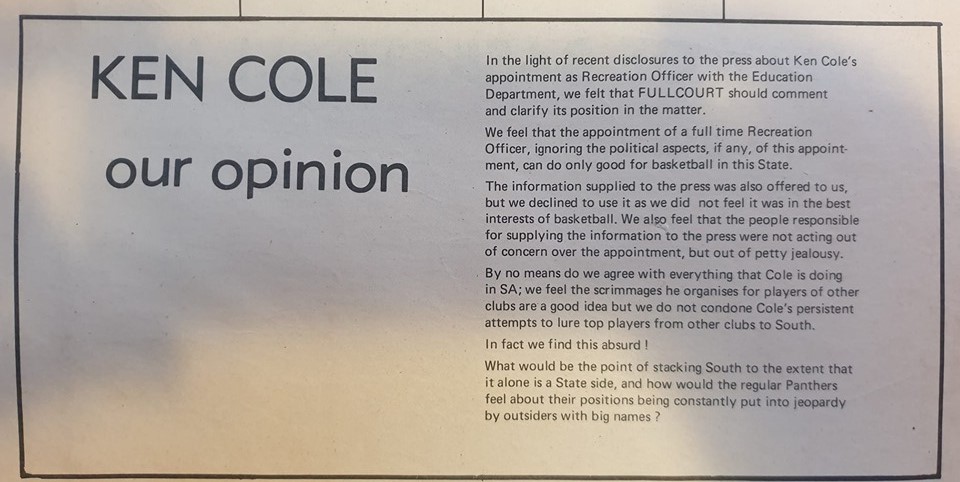 KEN COLE
our opinion
In the light of recent disclosures to the press about Ken Cole's
appointment as Recreation Officer with the Education
Department, we felt that FULLCOURT should comment
and clarify its position in the matter.
We feel that the appointment of a full time Recreation
Officer, ignoring the political aspects, if any, of this appoint-
ment, can do only good for basketball in this State.
The information supplied to the press was also offered to us,
but we declined to use it as we did not feel it was in the best
interests of basketball. We also feel that the people responsible
for supplying the information to the press were not acting out
of concern over the appointment, but out of petty jealousy.
By no means do we agree with everything that Cole is doing
in SA; we feel the scrimmages he organises for players of other
clubs are a good idea but we do not condone Cole's persistent
attempts to lure top players from other clubs to South.
In fact we find this absurd !
What would be the point of stacking South to the extent that
it alone is a State side, and how would the regular Panthers
feel about their positions being constantly put into jeopardy
by outsiders with big names ?